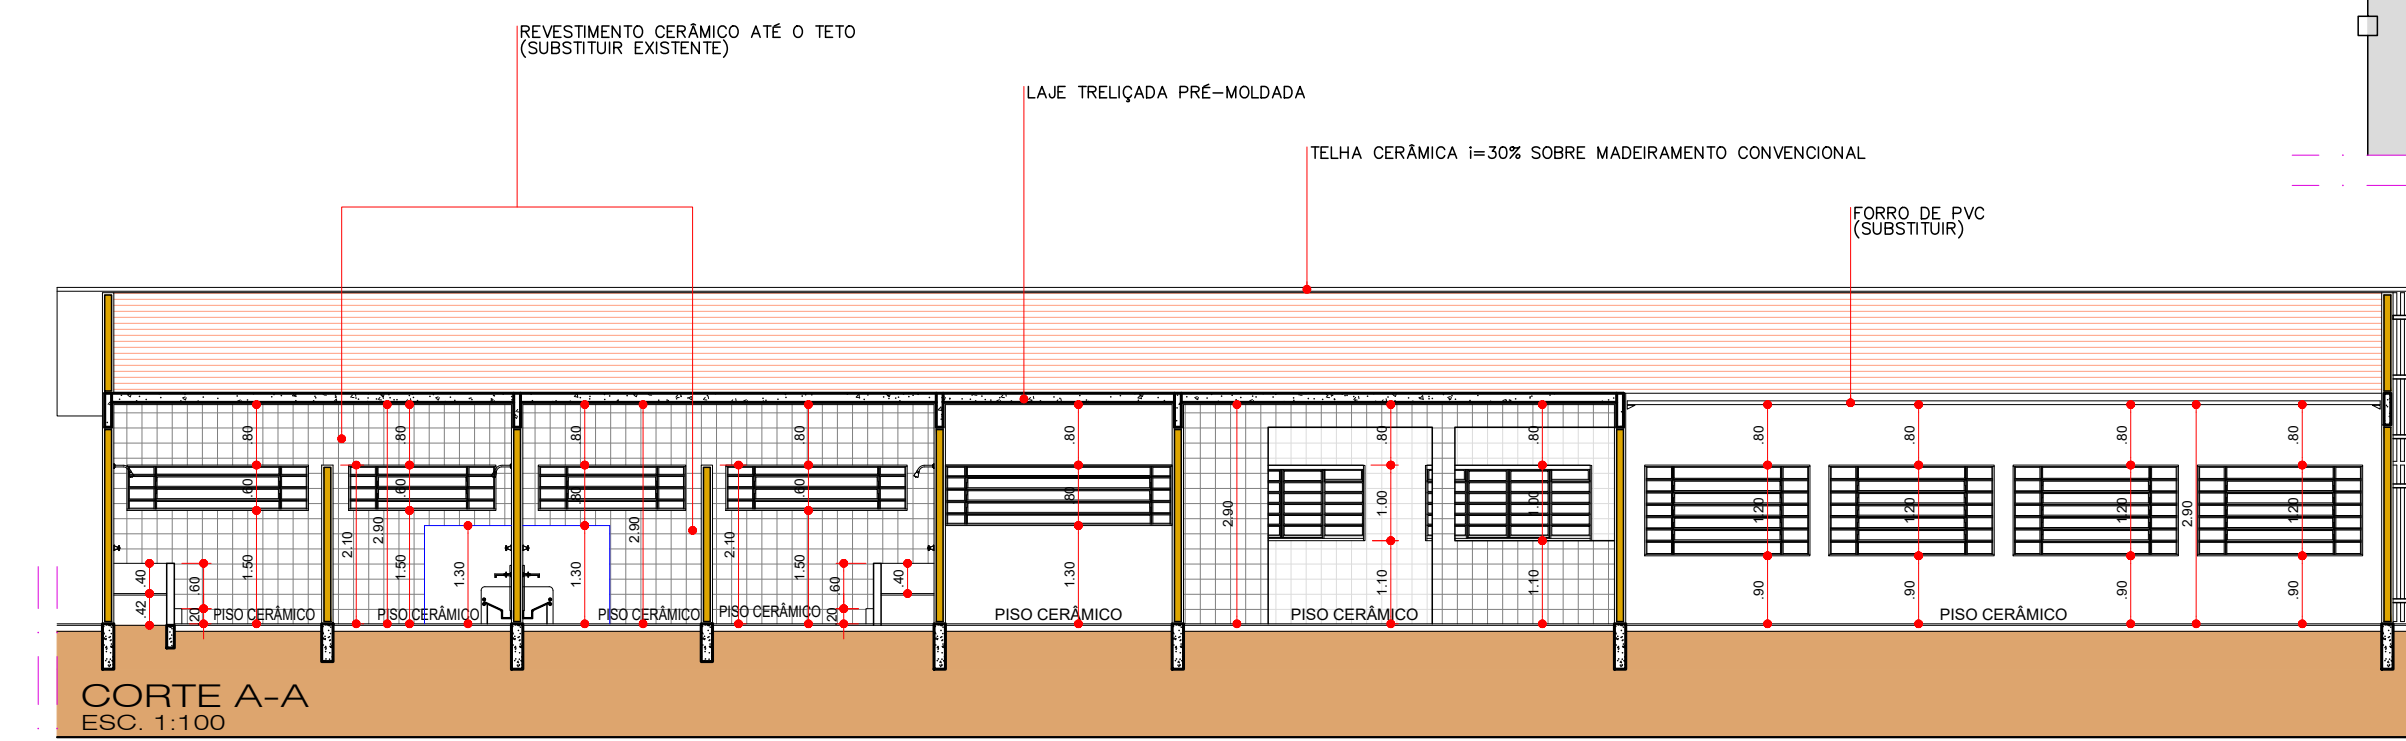 REVESTIMENTO CERÂMICO ATÉ O TETO
(SUBSTITUIR EXISTENTE)
LAJE TRELIÇADA PRÉ-MOLDADA
TELHA CERÂMICA i=30% SOBRE MADEIRAMENTO CONVENCIONAL
FORRO DE PVC
(SUBSTITUIR)
.80 .80 .80 .80 .80 .80 .80 .80 .80 .80 .80
.60 .60 .80 .60 .80 1.00 1.00 1.20 1.20 1.20 1.20
2.10 2.90 2.90 2.10 2.90 2.90
.40 .60 1.50 1.50 1.30 1.30 1.50 .60 .40 1.30 1.10 1.10 .90 .90 .90 .90
.42 .20 .20
PISO CERÂMICO PISO CERÂMICO PISO CERÂMICO PISO CERÂMICO PISO CERÂMICO PISO CERÂMICO PISO CERÂMICO
CORTE A-A
ESC. 1:100